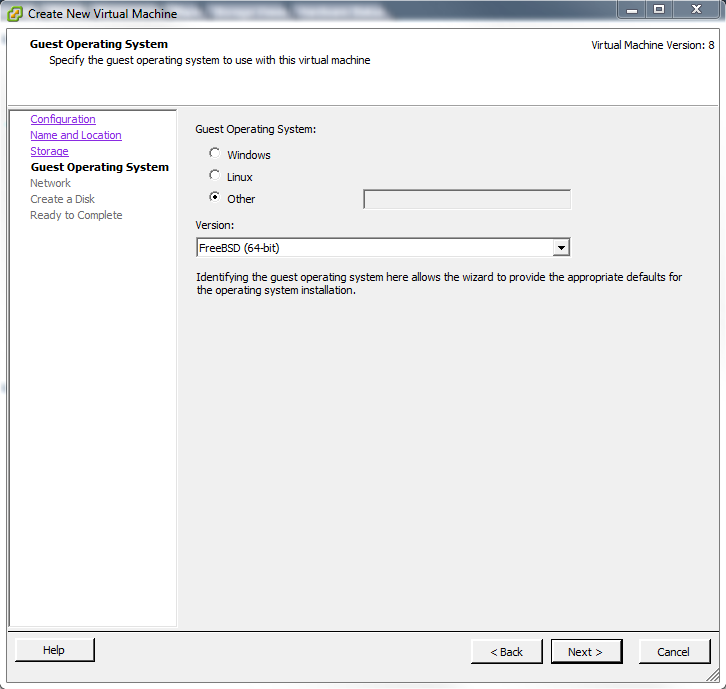 Create New Virtual Machine
Guest Operating System
Virtual Machine Version: 8
Specify the guest operating system to use with this virtual machine
Configuration
Name and Location
Storage
Guest Operating System
Network
Create a Disk
Ready to Complete
Guest Operating System:
Windows
Linux
Other
Version:
FreeBSD (64-bit)
Identifying the guest operating system here allows the wizard to provide the appropriate defaults for
the operating system installation.
Help
< Back
Next >
Cancel